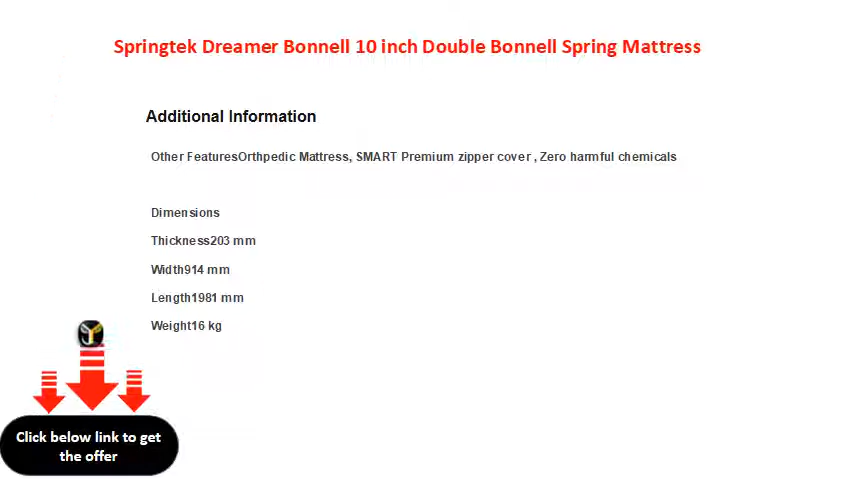 Springtek Dreamer Bonnell 10 inch Double Bonnell Spring Mattress
Additional Information
Other FeaturesOrthpedic Mattress, SMART Premium zipper cover , Zero harmful chemicals
Dimensions
Thickness203 mm
Width914 mm
Length1981 mm
Weight16 kg
Click below link to get
the offer